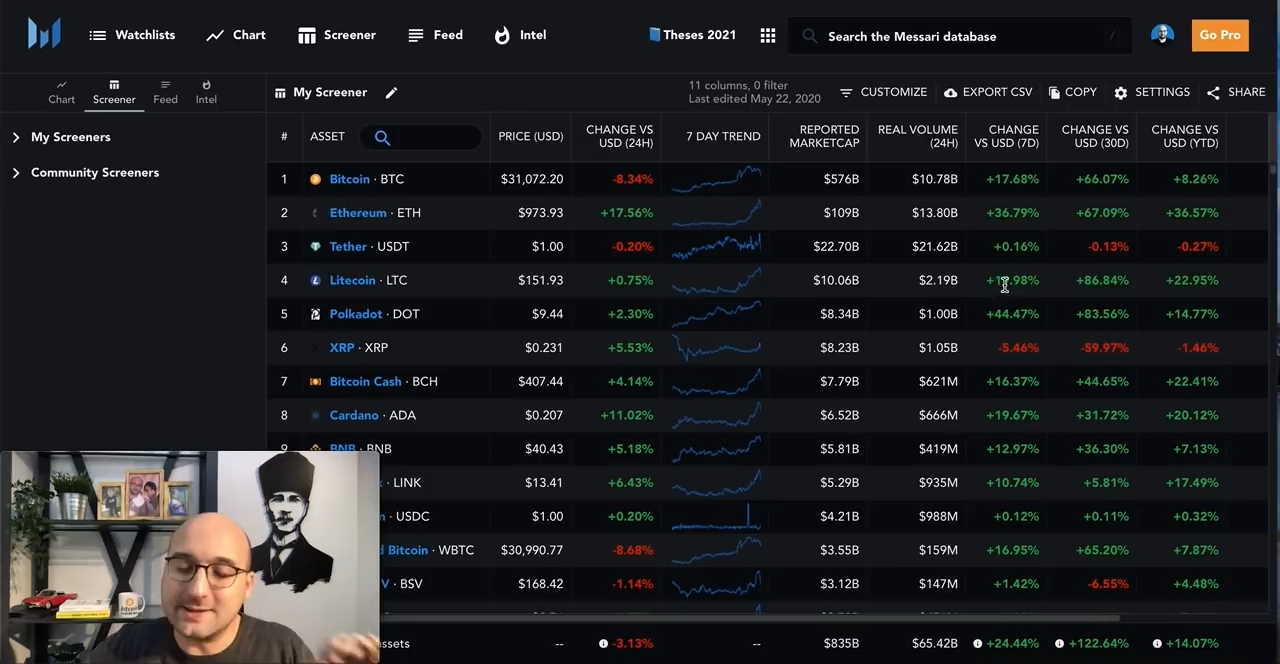 Watchlists Chart Screener Feed Intel Theses 2021 Search the Messari database / Go Pro
Chart Screener Feed Intel
My Screener
11 columns, 0 filter
Last edited May 22, 2020
CUSTOMIZE EXPORT CSV COPY SETTINGS SHARE
My Screeners
Community Screeners
# ASSET PRICE (USD) CHANGE VS USD (24H) 7 DAY TREND REPORTED MARKETCAP REAL VOLUME (24H) CHANGE VS USD (7D) CHANGE VS USD (30D) CHANGE VS USD (YTD)
1 Bitcoin · BTC $31,072.20 -8.34% $576B $10.78B +17.68% +66.07% +8.26%
2 Ethereum · ETH $973.93 +17.56% $109B $13.80B +36.79% +67.09% +36.57%
3 Tether · USDT $1.00 -0.20% $22.70B $21.62B +0.16% -0.13% -0.27%
4 Litecoin · LTC $151.93 +0.75% $10.06B $2.19B +86.84% +22.95%
5 Polkadot · DOT $9.44 +2.30% $8.34B $1.00B +44.47% +83.56% +14.77%
6 XRP · XRP $0.231 +5.53% $8.23B $1.05B -5.46% -59.97% -1.46%
7 Bitcoin Cash · BCH $407.44 +4.14% $7.79B $621M +16.37% +44.65% +22.41%
8 Cardano · ADA $0.207 +11.02% $6.52B $666M +19.67% +31.72% +20.12%
9 BNB · BNB $40.43 +5.18% $5.81B $419M +12.97% +36.30% +7.13%
· LINK $13.41 +6.43% $5.29B $935M +10.74% +5.81% +17.49%
· USDC $1.00 +0.20% $4.21B $988M +0.12% +0.11% +0.32%
Bitcoin · WBTC $30,990.77 -8.68% $3.55B $159M +16.95% +65.20% +7.87%
· BSV $168.42 -1.14% $3.12B $147M +1.42% -6.55% +4.48%
-- -3.13% -- $835B $65.42B +24.44% +122.64% +14.07%